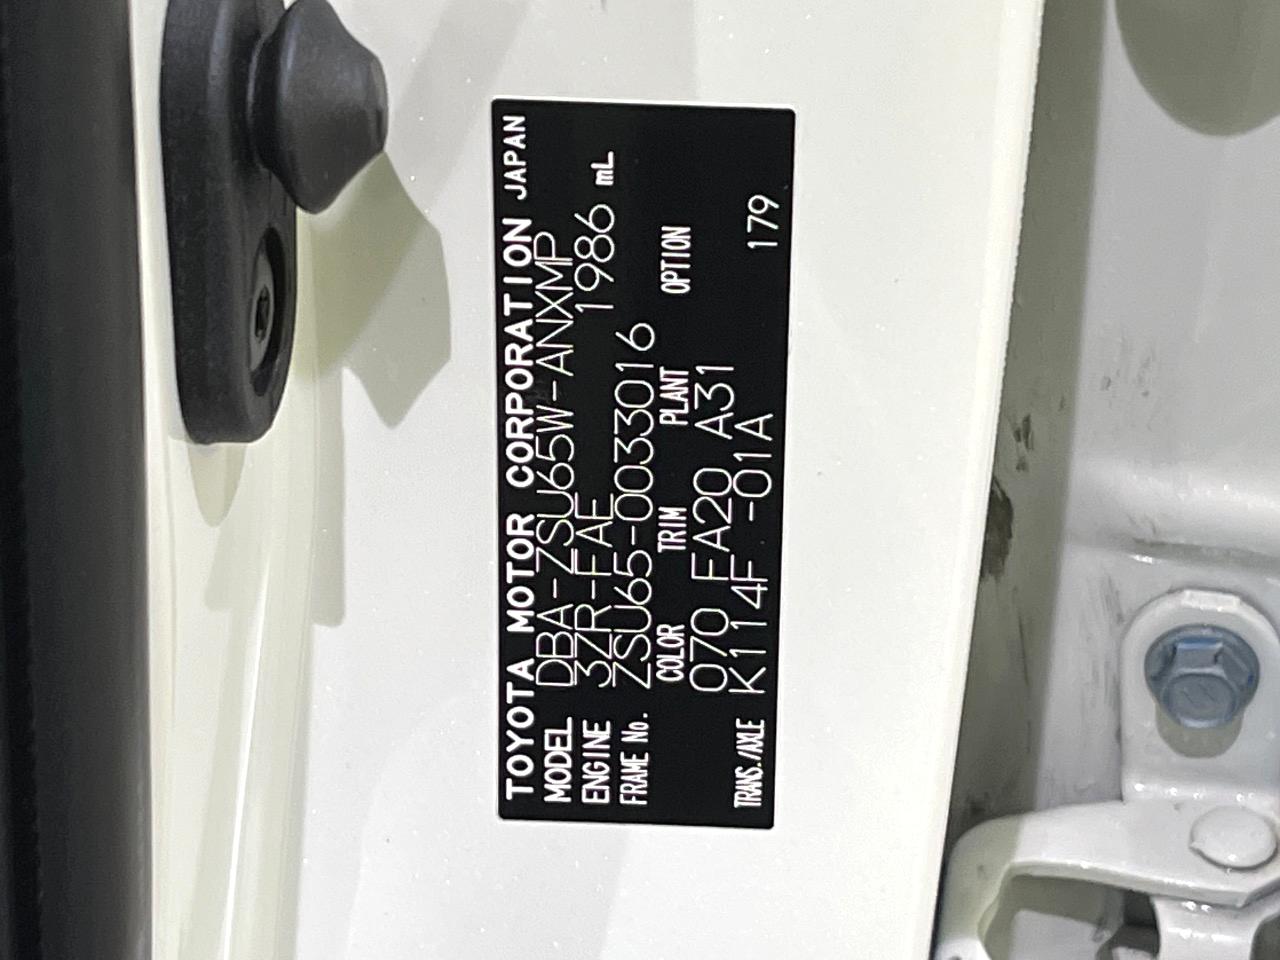 TOYOTA MOTOR CORPORATION JAPAN
MODEL DBA-ZSU65W-ANXMP
ENGINE 3ZR-FAE 1986 mL
FRAME No. ZSU65-0033016
COLOR TRIM PLANT OPTION
070 FA20 A31
TRANS./AXLE K114F -01A 179